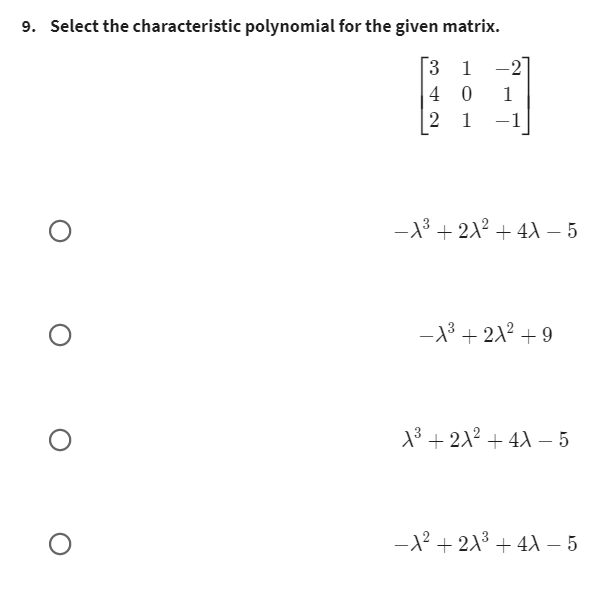 9. Select the characteristic polynomial for the given matrix.
[3 1 −2]
[4 0 1]
[2 1 −1]
−λ³ + 2λ² + 4λ − 5
−λ³ + 2λ² + 9
λ³ + 2λ² + 4λ − 5
−λ² + 2λ³ + 4λ − 5